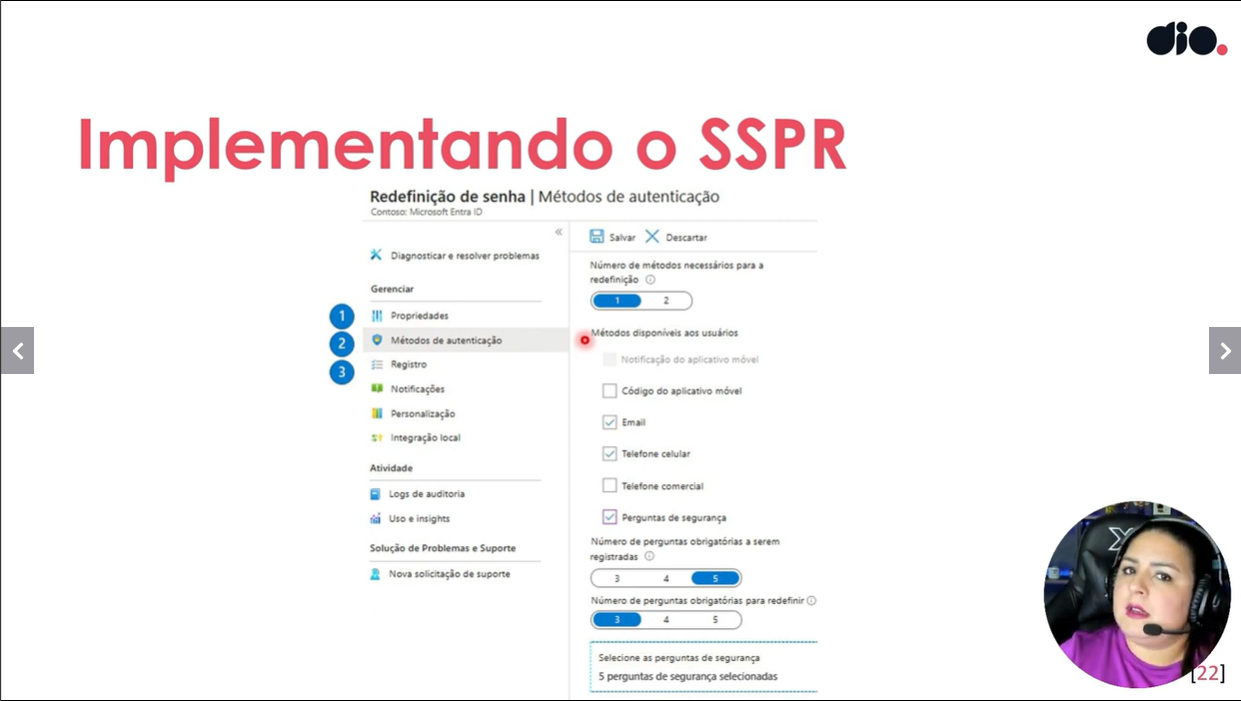 dio.
Implementando o SSPR
Redefinição de senha | Métodos de autenticação
Contoso: Microsoft Entra ID
«
Diagnosticar e resolver problemas
Gerenciar
1 Propriedades
2 Métodos de autenticação
3 Registro
Notificações
Personalização
Integração local
Atividade
Logs de auditoria
Uso e insights
Solução de Problemas e Suporte
Nova solicitação de suporte
Salvar Descartar
Número de métodos necessários para a
redefinição
1 2
Métodos disponíveis aos usuários
Notificação do aplicativo móvel
Código do aplicativo móvel
Email
Telefone celular
Telefone comercial
Perguntas de segurança
Número de perguntas obrigatórias a serem
registradas
3 4 5
Número de perguntas obrigatórias para redefinir
3 4 5
Selecione as perguntas de segurança
5 perguntas de segurança selecionadas
[22]